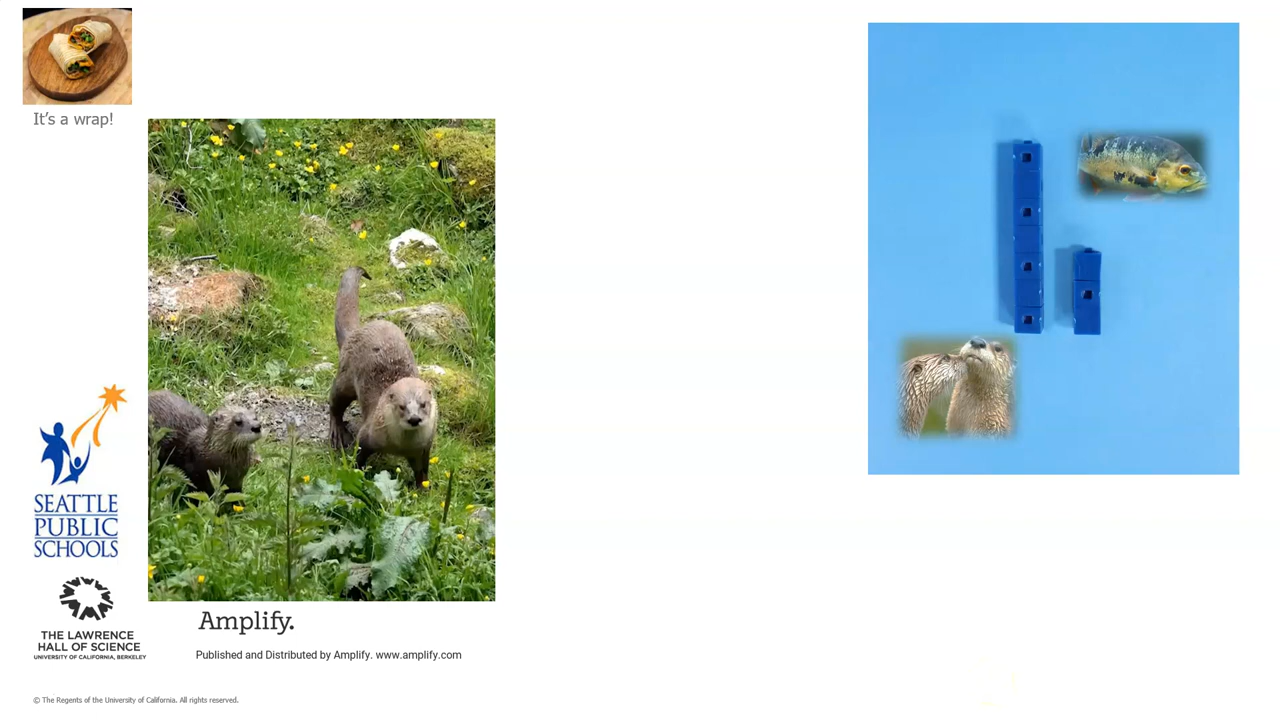 It's a wrap!
SEATTLE
PUBLIC
SCHOOLS
THE LAWRENCE
HALL OF SCIENCE
UNIVERSITY OF CALIFORNIA, BERKELEY
Amplify.
Published and Distributed by Amplify. www.amplify.com
© The Regents of the University of California. All rights reserved.